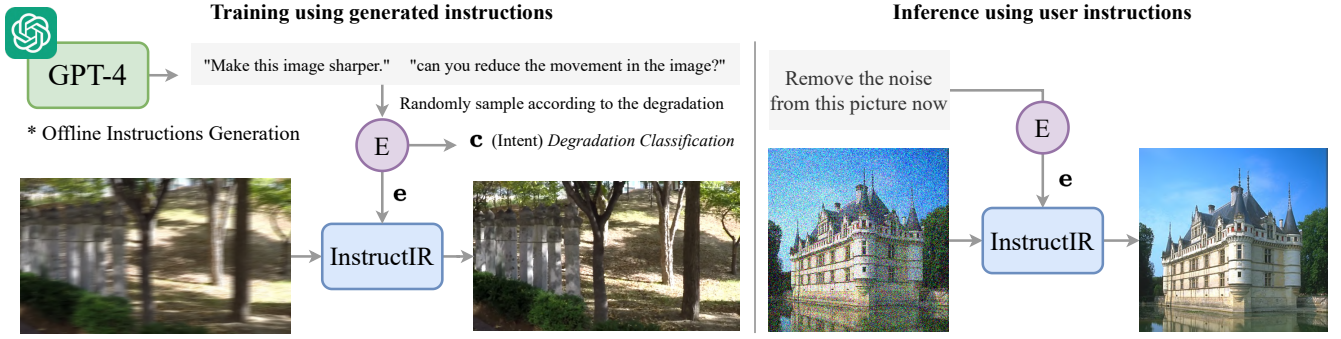 Training using generated instructions
GPT-4
"Make this image sharper." "can you reduce the movement in the image?"
Randomly sample according to the degradation
* Offline Instructions Generation
E
c (Intent) Degradation Classification
e
InstructIR
Inference using user instructions
Remove the noise
from this picture now
E
e
InstructIR